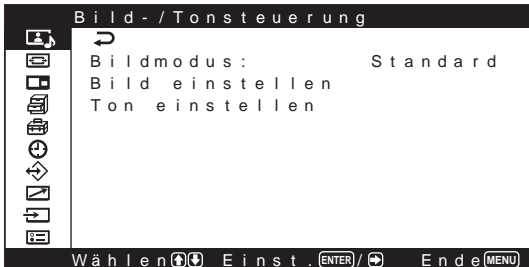 Bild-/Tonsteuerung
Bildmodus: Standard
Bild einstellen
Ton einstellen
Wählen Einst. ENTER / Ende MENU